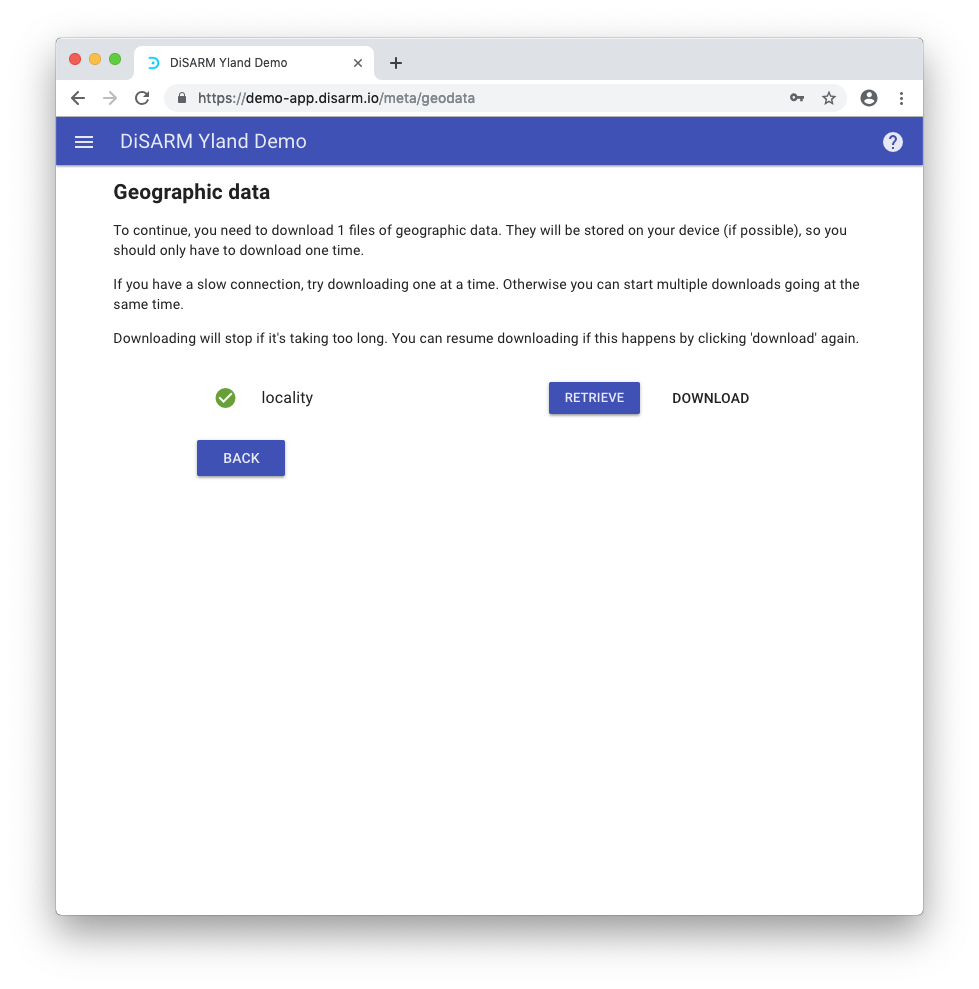 DiSARM Yland Demo
https://demo-app.disarm.io/meta/geodata
DiSARM Yland Demo
Geographic data
To continue, you need to download 1 files of geographic data. They will be stored on your device (if possible), so you
should only have to download one time.
If you have a slow connection, try downloading one at a time. Otherwise you can start multiple downloads going at the
same time.
Downloading will stop if it's taking too long. You can resume downloading if this happens by clicking 'download' again.
locality RETRIEVE DOWNLOAD
BACK